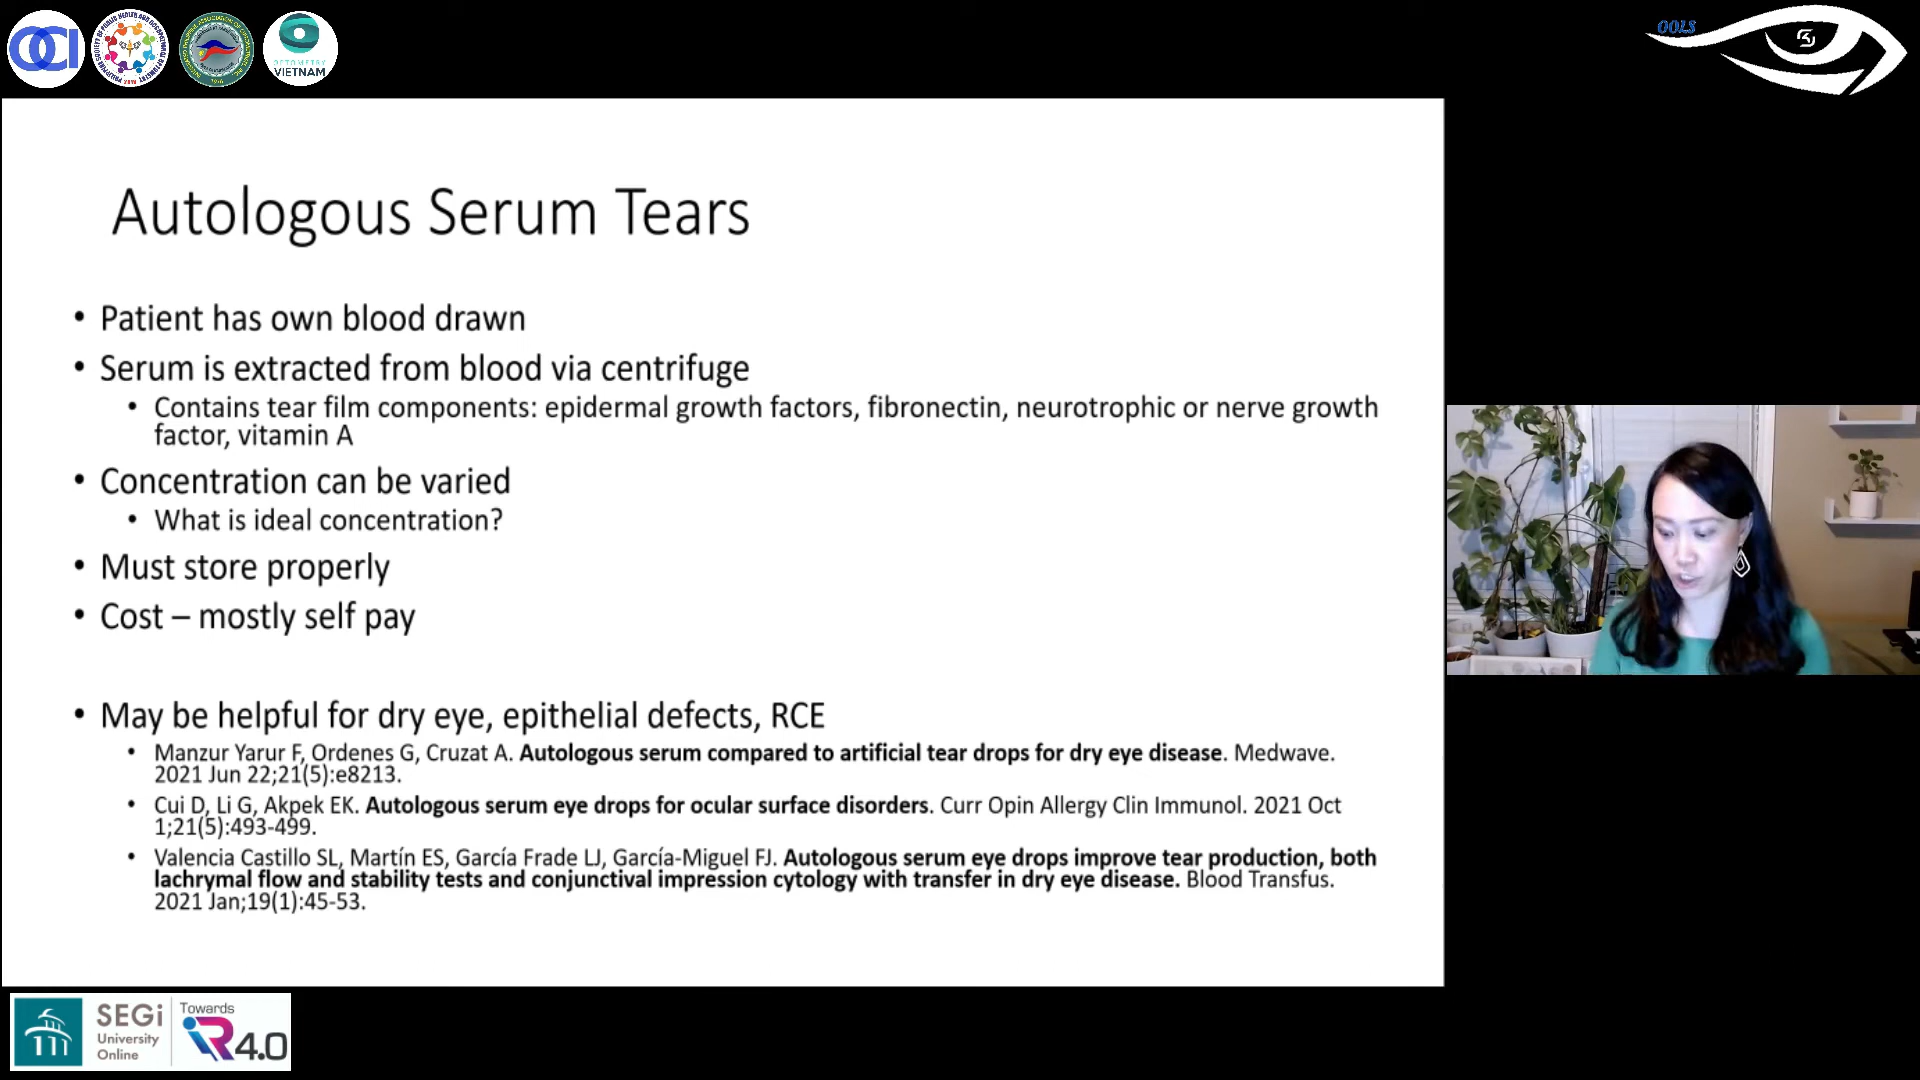 OCI
OPTOMETRY
VIETNAM
OOLS
Autologous Serum Tears
• Patient has own blood drawn
• Serum is extracted from blood via centrifuge
• Contains tear film components: epidermal growth factors, fibronectin, neurotrophic or nerve growth
factor, vitamin A
• Concentration can be varied
• What is ideal concentration?
• Must store properly
• Cost – mostly self pay
• May be helpful for dry eye, epithelial defects, RCE
• Manzur Yarur F, Ordenes G, Cruzat A. Autologous serum compared to artificial tear drops for dry eye disease. Medwave.
2021 Jun 22;21(5):e8213.
• Cui D, Li G, Akpek EK. Autologous serum eye drops for ocular surface disorders. Curr Opin Allergy Clin Immunol. 2021 Oct
1;21(5):493-499.
• Valencia Castillo SL, Martín ES, García Frade LJ, García-Miguel FJ. Autologous serum eye drops improve tear production, both
lachrymal flow and stability tests and conjunctival impression cytology with transfer in dry eye disease. Blood Transfus.
2021 Jan;19(1):45-53.
SEGi
University
Online
Towards
iR4.0